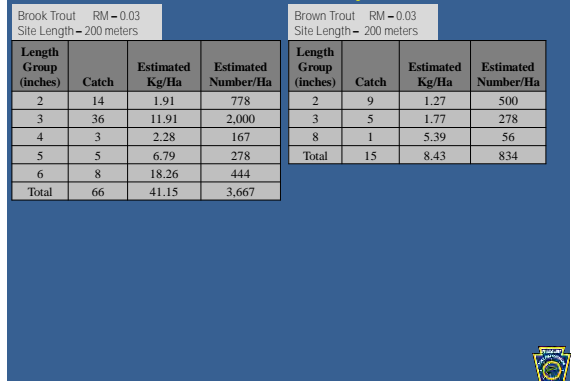 Brook Trout RM – 0.03
Site Length – 200 meters
Length Group (inches) Catch Estimated Kg/Ha Estimated Number/Ha
2 14 1.91 778
3 36 11.91 2,000
4 3 2.28 167
5 5 6.79 278
6 8 18.26 444
Total 66 41.15 3,667
Brown Trout RM – 0.03
Site Length – 200 meters
Length Group (inches) Catch Estimated Kg/Ha Estimated Number/Ha
2 9 1.27 500
3 5 1.77 278
8 1 5.39 56
Total 15 8.43 834